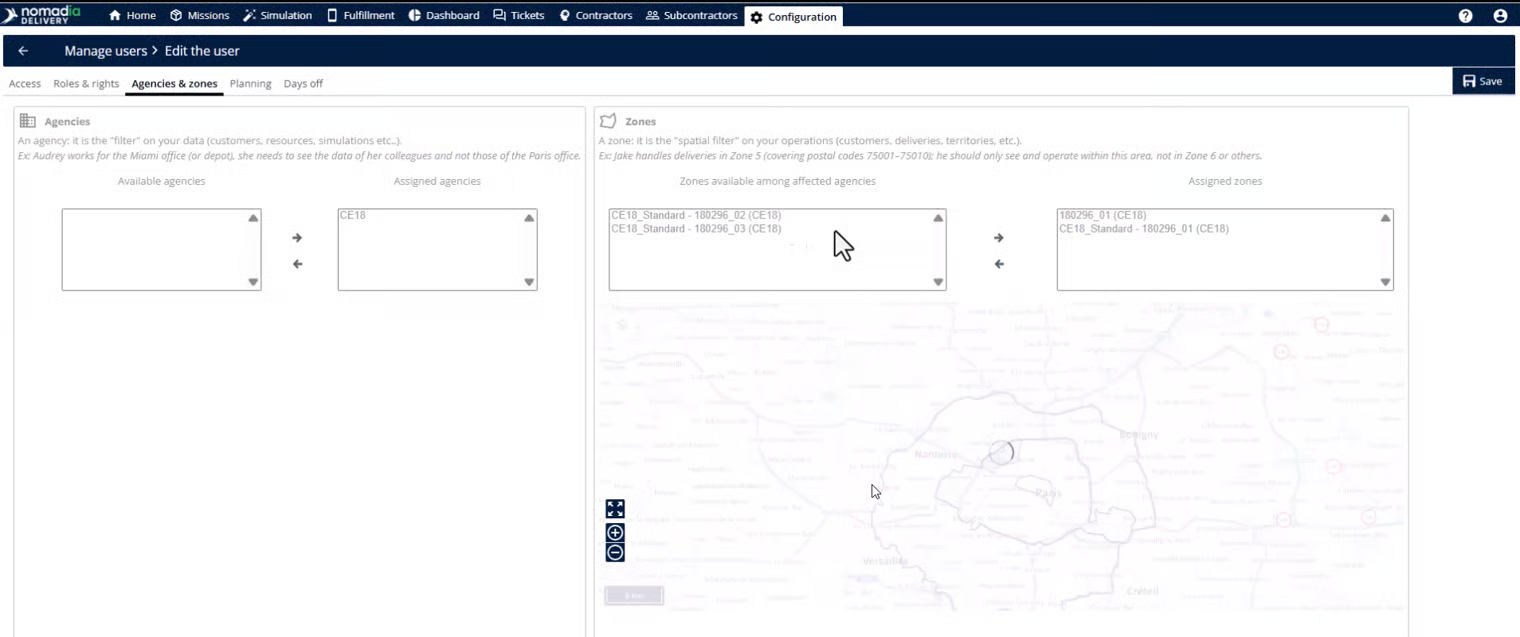 nomadia
DELIVERY
Home
Missions
Simulation
Fulfillment
Dashboard
Tickets
Contractors
Subcontractors
Configuration
Manage users > Edit the user
Access
Roles & rights
Agencies & zones
Planning
Days off
Save
Agencies
An agency: it is the "filter" on your data (customers, resources, simulations etc.,).
Ex: Audrey works for the Miami office (or depot), she needs to see the data of her colleagues and not those of the Paris office.
Available agencies
Assigned agencies
CE18
Zones
A zone: it is the "spatial filter" on your operations (customers, deliveries, territories, etc.).
Ex: Jake handles deliveries in Zone 5 (covering postal codes 75001–75010); he should only see and operate within this area, not in Zone 6 or others.
Zones available among affected agencies
Assigned zones
CE18_Standard - 180296_02 (CE18)
CE18_Standard - 180296_03 (CE18)
180296_01 (CE18)
CE18_Standard - 180296_01 (CE18)
Bobigny
Nanterre
Paris
Versailles
Créteil